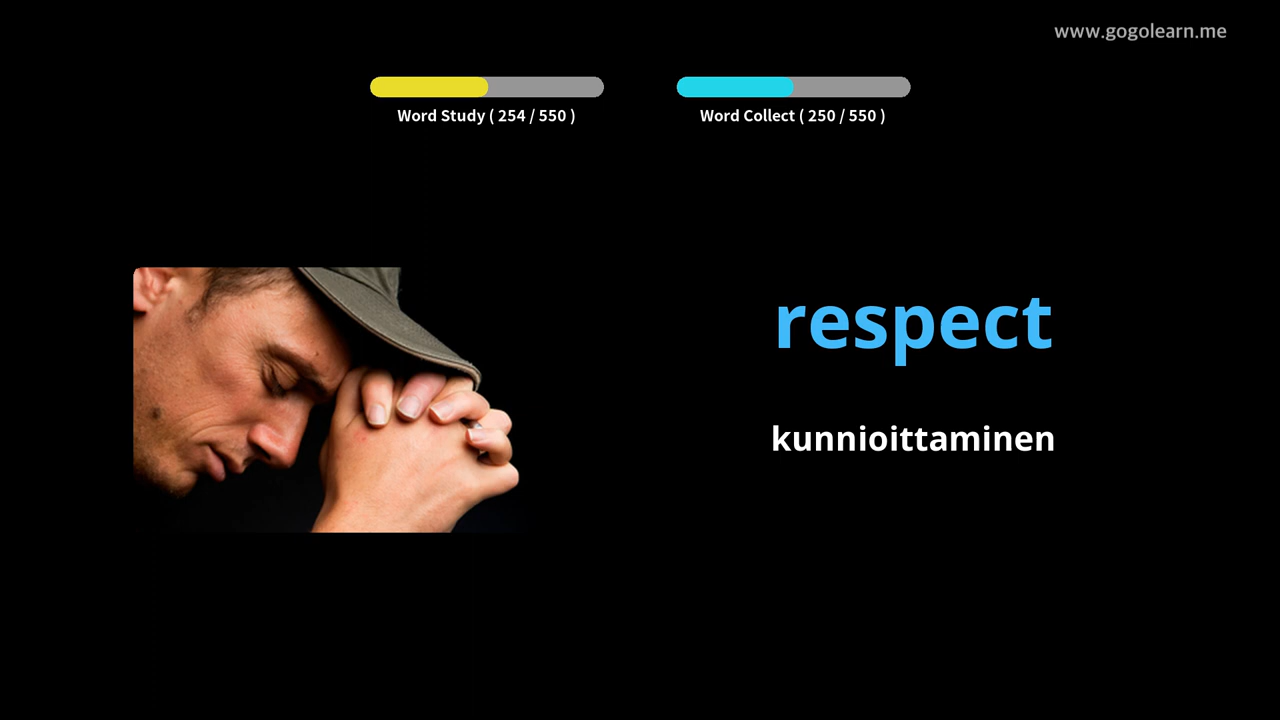 www.gogolearn.me
Word Study ( 254 / 550 )
Word Collect ( 250 / 550 )
respect
kunnioittaminen